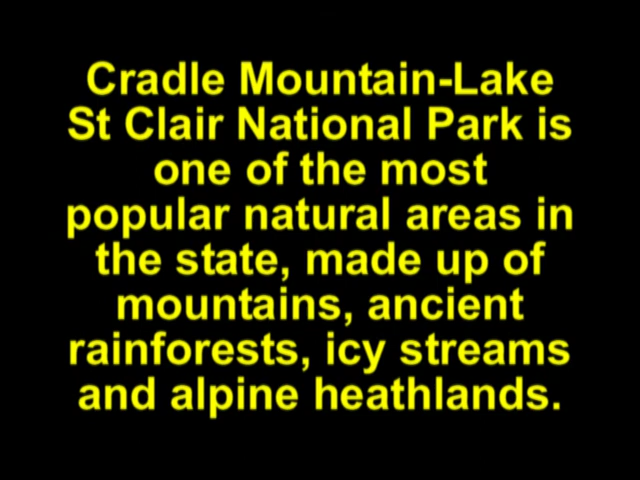 Cradle Mountain-Lake
St Clair National Park is
one of the most
popular natural areas in
the state, made up of
mountains, ancient
rainforests, icy streams
and alpine heathlands.